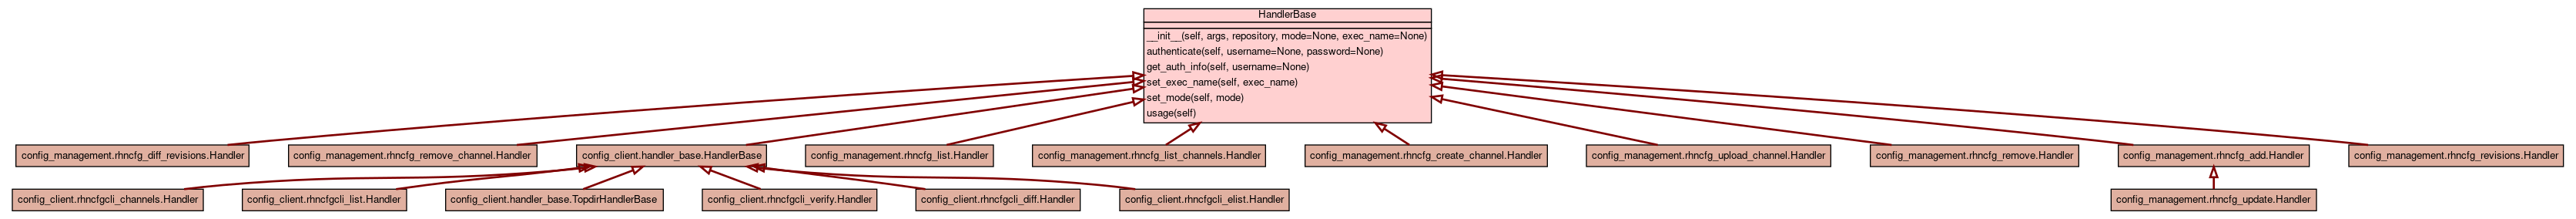 HandlerBase
__init__(self, args, repository, mode=None, exec_name=None)
authenticate(self, username=None, password=None)
get_auth_info(self, username=None)
set_exec_name(self, exec_name)
set_mode(self, mode)
usage(self)
config_management.rhncfg_diff_revisions.Handler
config_management.rhncfg_remove_channel.Handler
config_client.handler_base.HandlerBase
config_management.rhncfg_list.Handler
config_management.rhncfg_list_channels.Handler
config_management.rhncfg_create_channel.Handler
config_management.rhncfg_upload_channel.Handler
config_management.rhncfg_remove.Handler
config_management.rhncfg_add.Handler
config_management.rhncfg_revisions.Handler
config_client.rhncfgcli_channels.Handler
config_client.rhncfgcli_list.Handler
config_client.handler_base.TopdirHandlerBase
config_client.rhncfgcli_verify.Handler
config_client.rhncfgcli_diff.Handler
config_client.rhncfgcli_elist.Handler
config_management.rhncfg_update.Handler